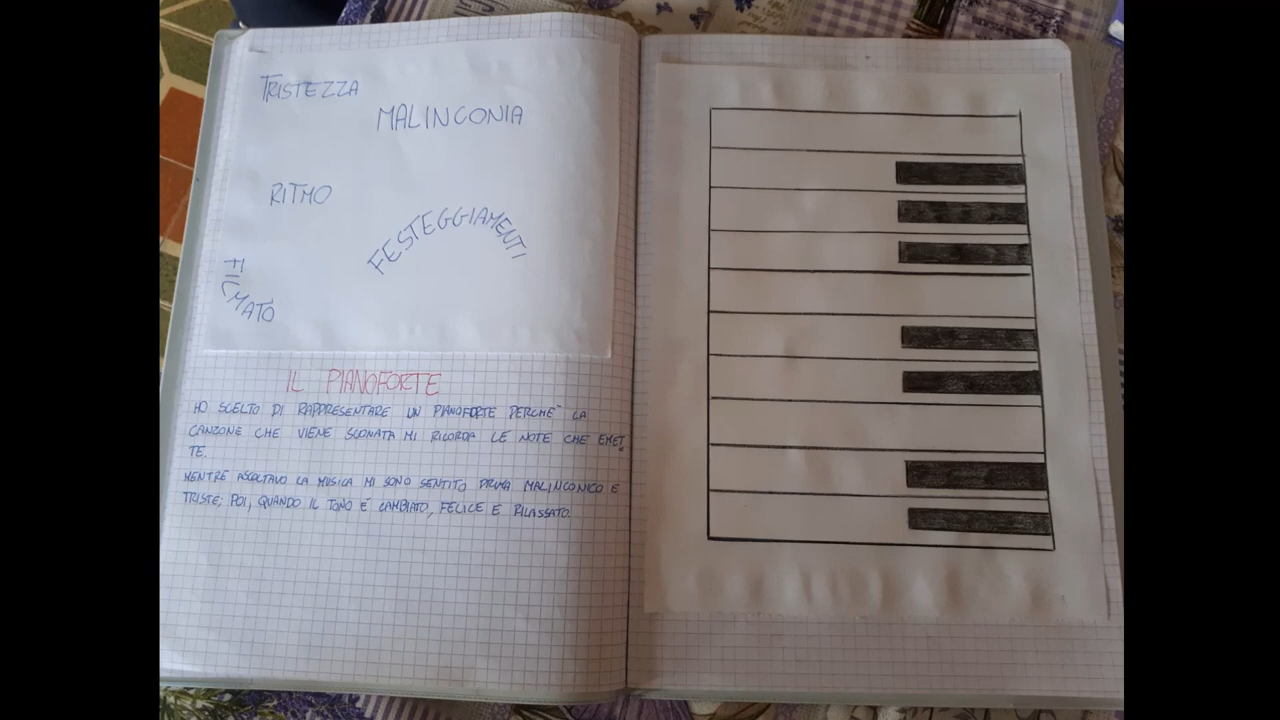 TRISTEZZA
MALINCONIA
RITMO
FESTEGGIAMENTI
FILMATO
IL PIANOFORTE
HO SCELTO DI RAPPRESENTARE UN PIANOFORTE PERCHE' LA
CANZONE CHE VIENE SUONATA MI RICORDA LE NOTE CHE EMET
TE.
MENTRE ASCOLTAVO LA MUSICA MI SONO SENTITO PRIMA MALINCONICO E
TRISTE; POI, QUANDO IL TONO É CAMBIATO, FELICE E RILASSATO.